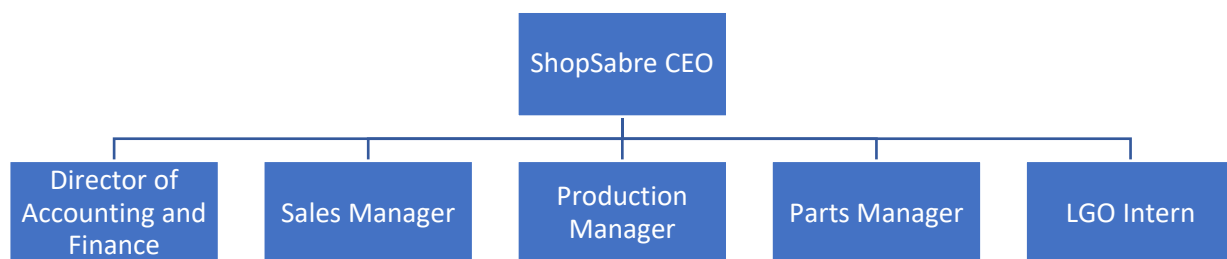 ShopSabre CEO
Director of
Accounting and
Finance
Sales Manager
Production
Manager
Parts Manager
LGO Intern